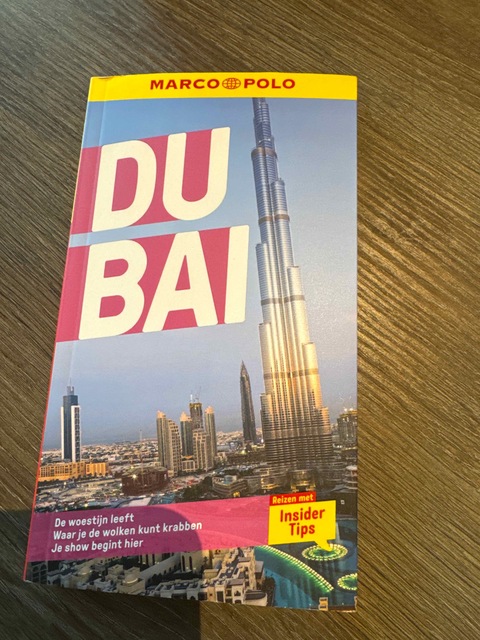 MARCO POLO
DU
BAI
De woestijn leeft
Waar je de wolken kunt krabben
Je show begint hier
Reizen met
Insider
Tips